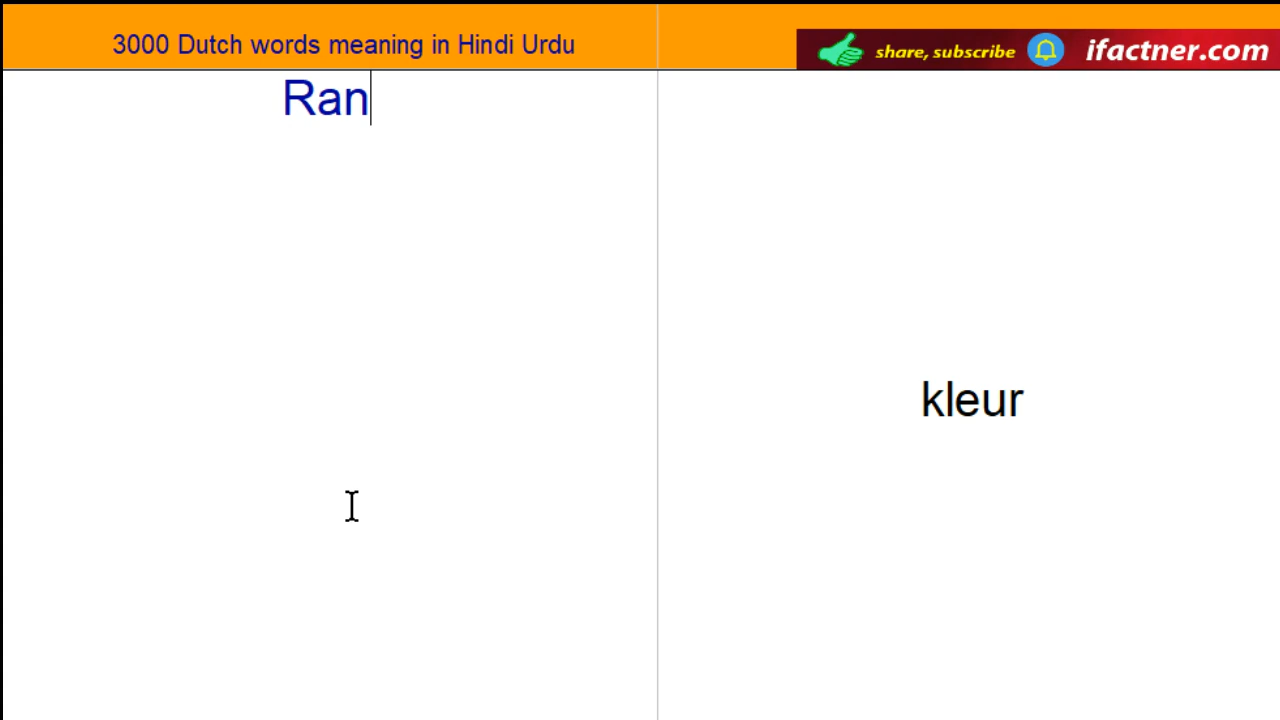 3000 Dutch words meaning in Hindi Urdu
share, subscribe
ifactner.com
Ran
kleur